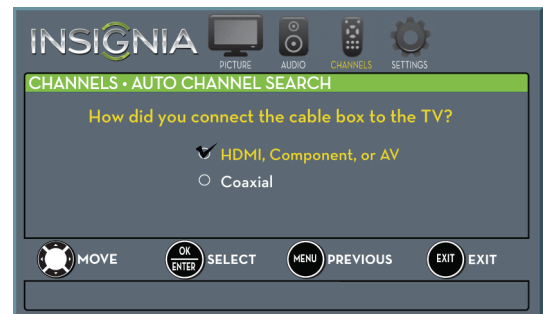 INSIGNIA
PICTURE AUDIO CHANNELS SETTINGS
CHANNELS • AUTO CHANNEL SEARCH
How did you connect the cable box to the TV?
HDMI, Component, or AV
Coaxial
MOVE OK ENTER SELECT MENU PREVIOUS EXIT EXIT